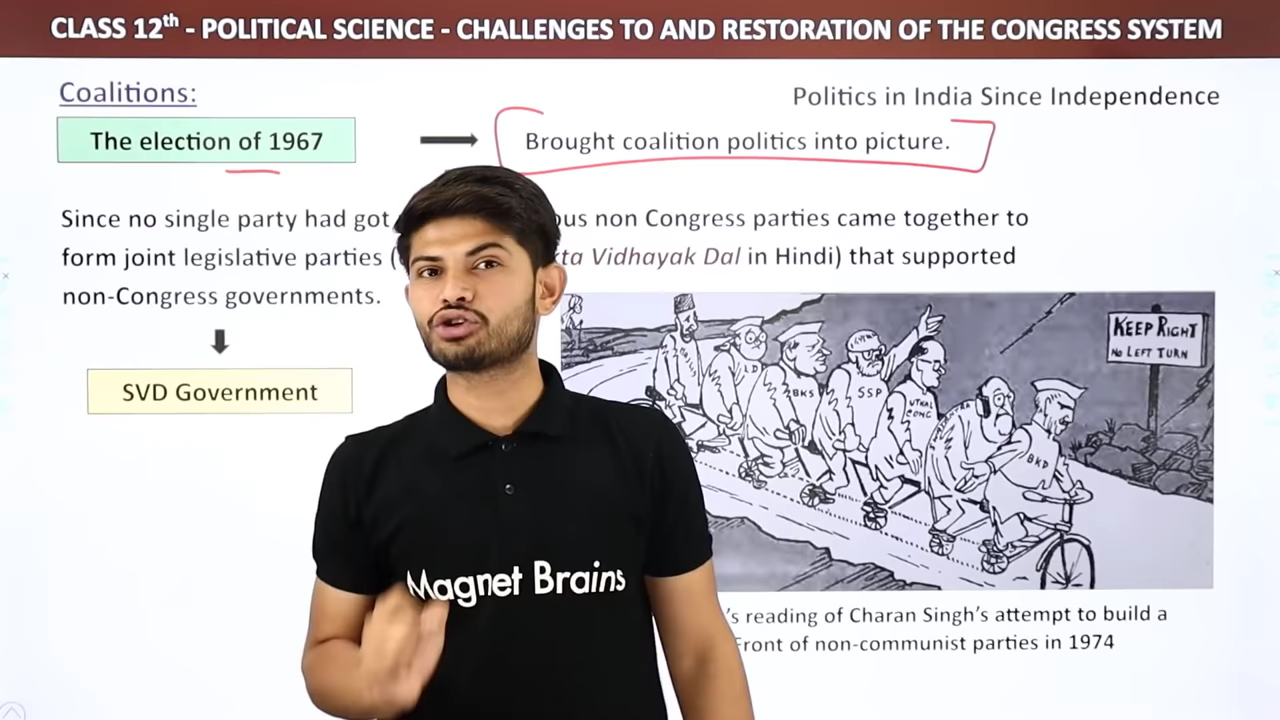 CLASS 12th - POLITICAL SCIENCE - CHALLENGES TO AND RESTORATION OF THE CONGRESS SYSTEM
Coalitions:
Politics in India Since Independence
The election of 1967
Brought coalition politics into picture.
Since no single party had got ous non Congress parties came together to
form joint legislative parties ( kta Vidhayak Dal in Hindi) that supported
non-Congress governments.
SVD Government
KEEP RIGHT
NO LEFT TURN
LD
BKS
SSP
UTKAL
CONG
BKD
Magnet Brains
's reading of Charan Singh's attempt to build a
Front of non-communist parties in 1974